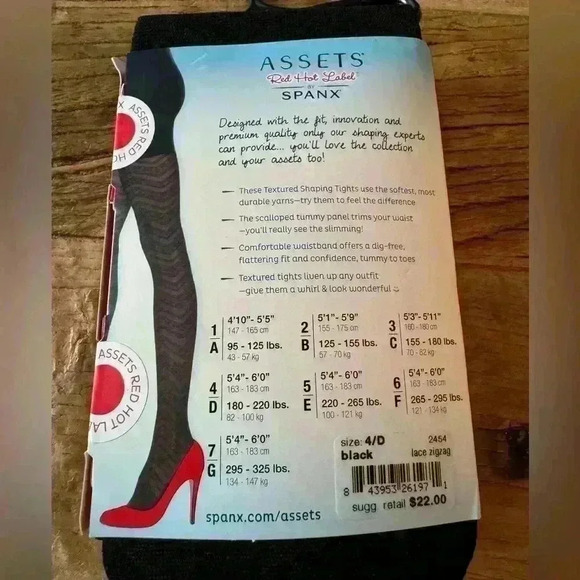 ASSETS
Red Hot Label
BY
SPANX
Designed with the fit, innovation and
premium quality only our shaping experts
can provide... you'll love the collection
and your assets too!
– These Textured Shaping Tights use the softest, most
durable yarns—try them to feel the difference
– The scalloped tummy panel trims your waist
—you'll really see the slimming!
– Comfortable waistband offers a dig-free,
flattering fit and confidence, tummy to toes
– Textured tights liven up any outfit
—give them a whirl & look wonderful
1 A
4'10"- 5'5"
147 - 165 cm
95 - 125 lbs.
43 - 57 kg
2 B
5'1"- 5'9"
155 - 175 cm
125 - 155 lbs.
57 - 70 kg
3 C
5'3"- 5'11"
160 - 180 cm
155 - 180 lbs.
70 - 82 kg
4 D
5'4"- 6'0"
163 - 183 cm
180 - 220 lbs.
82 - 100 kg
5 E
5'4"- 6'0"
163 - 183 cm
220 - 265 lbs.
100 - 121 kg
6 F
5'4"- 6'0"
163 - 183 cm
265 - 295 lbs.
121 - 134 kg
7 G
5'4"- 6'0"
163 - 183 cm
295 - 325 lbs.
134 - 147 kg
size: 4/D 2454
black lace zigzag
8 43953 26197 1
sugg. retail $22.00
spanx.com/assets
ASSETS RED HO
ASSETS RED HOT LA